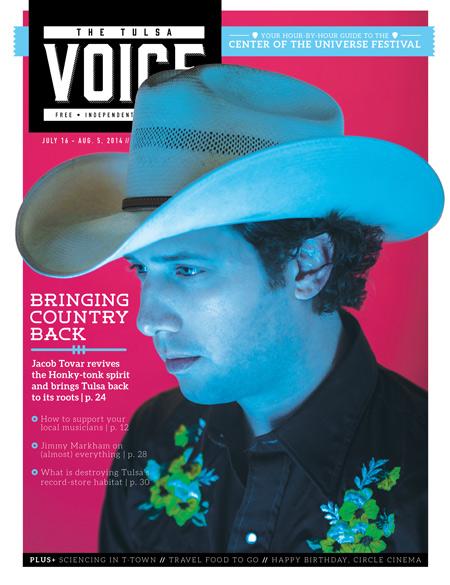 THE TULSA
VOICE
FREE • INDEPENDENT
JULY 16 - AUG. 5, 2014 //
YOUR HOUR-BY-HOUR GUIDE TO THE
CENTER OF THE UNIVERSE FESTIVAL
BRINGING
COUNTRY
BACK
Jacob Tovar revives
the Honky-tonk spirit
and brings Tulsa back
to its roots | p. 24
How to support your
local musicians | p. 12
Jimmy Markham on
(almost) everything | p. 28
What is destroying Tulsa's
record-store habitat | p. 30
PLUS+ SCIENCING IN T-TOWN // TRAVEL FOOD TO GO // HAPPY BIRTHDAY, CIRCLE CINEMA